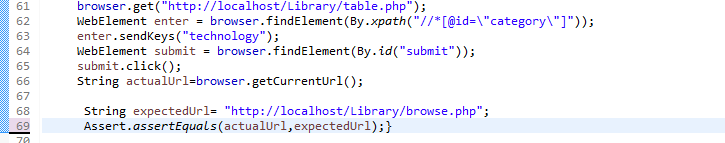 61 browser.get("http://localhost/Library/table.php");
62 WebElement enter = browser.findElement(By.xpath("//*[@id=\"category\"]"));
63 enter.sendKeys("technology");
64 WebElement submit = browser.findElement(By.id("submit"));
65 submit.click();
66 String actualUrl=browser.getCurrentUrl();
67
68 String expectedUrl= "http://localhost/Library/browse.php";
69 Assert.assertEquals(actualUrl,expectedUrl);}
70